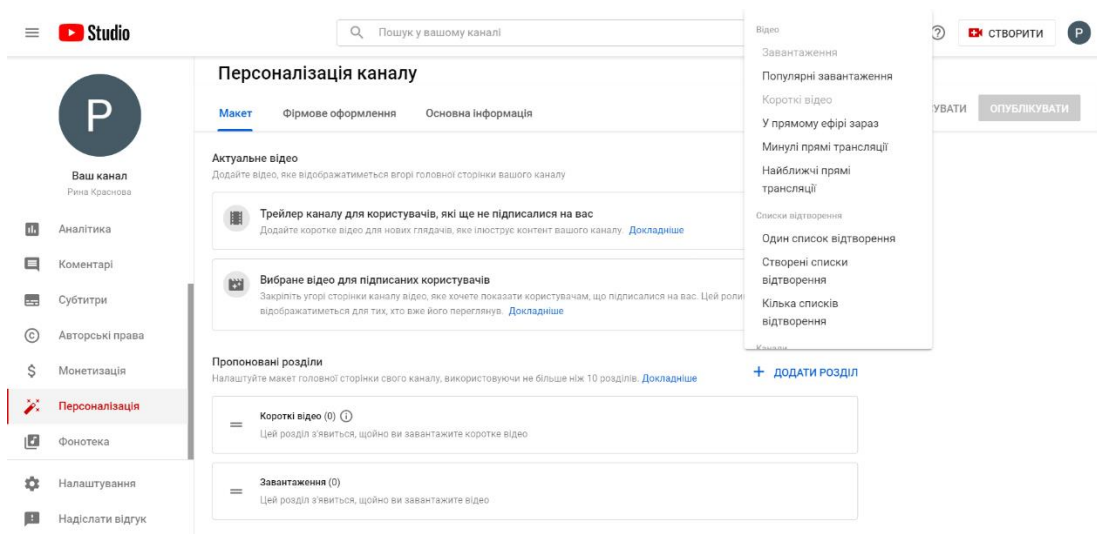 Studio
Пошук у вашому каналі
СТВОРИТИ
P
P
Ваш канал
Рина Краснова
Аналітика
Коментарі
Субтитри
Авторські права
Монетизація
Персоналізація
Фонотека
Налаштування
Надіслати відгук
Персоналізація каналу
Макет Фірмове оформлення Основна інформація
УВАТИ ОПУБЛІКУВАТИ
Актуальне відео
Додайте відео, яке відображатиметься вгорі головної сторінки вашого каналу
Трейлер каналу для користувачів, які ще не підписалися на вас
Додайте коротке відео для нових глядачів, яке ілюструє контент вашого каналу. Докладніше
Вибране відео для підписаних користувачів
Закріпіть угорі сторінки каналу відео, яке хочете показати користувачам, що підписалися на вас. Цей роли
відображатиметься для тих, хто вже його переглянув. Докладніше
Пропоновані розділи
Налаштуйте макет головної сторінки свого каналу, використовуючи не більше ніж 10 розділів. Докладніше
+ ДОДАТИ РОЗДІЛ
Короткі відео (0)
Цей розділ з'явиться, щойно ви завантажите коротке відео
Завантаження (0)
Цей розділ з'явиться, щойно ви завантажите відео
Відео
Завантаження
Популярні завантаження
Короткі відео
У прямому ефірі зараз
Минулі прямі трансляції
Найближчі прямі
трансляції
Списки відтворення
Один список відтворення
Створені списки
відтворення
Кілька списків
відтворення
Канали